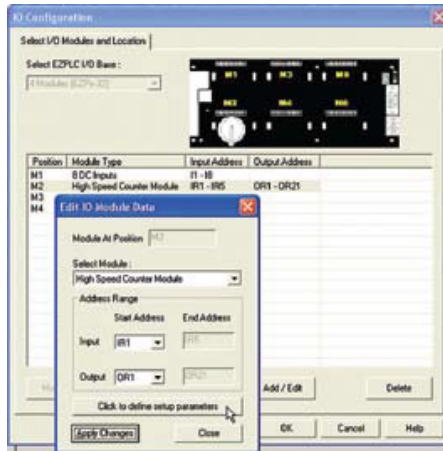 IO Configuration
Select I/O Modules and Location
Select EZPLC I/O Base :
4 Modules
M1 M3
M2
Position Module Type Input Address Output Address
M1 8 DC Inputs I1 - I8
M2 High Speed Counter Module IR1 - IR5 OR1 - OR21
M3
M4
Edit IO Module Data
Module At Position M2
Select Module :
High Speed Counter Module
Address Range
Start Address End Address
Input IR1 IR5
Output OR1 OR21
Click to define setup parameters
Apply Changes Close
Add / Edit Delete
OK Cancel Help